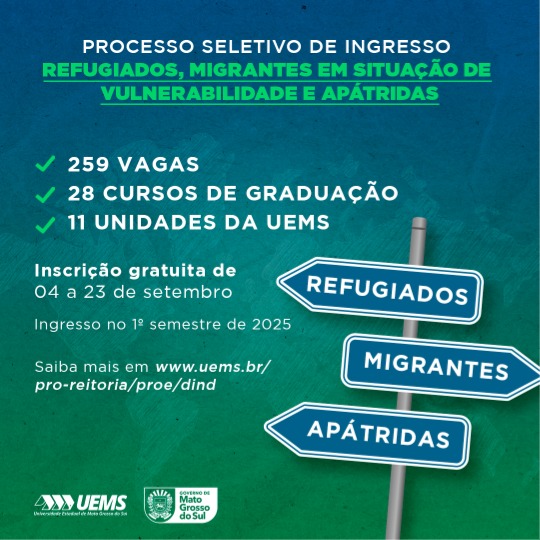 PROCESSO SELETIVO DE INGRESSO
REFUGIADOS, MIGRANTES EM SITUAÇÃO DE
VULNERABILIDADE E APÁTRIDAS
259 VAGAS
28 CURSOS DE GRADUAÇÃO
11 UNIDADES DA UEMS
Inscrição gratuita de
04 a 23 de setembro
Ingresso no 1º semestre de 2025
Saiba mais em www.uems.br/
pro-reitoria/proe/dind
REFUGIADOS
MIGRANTES
APÁTRIDAS
UEMS
Universidade Estadual de Mato Grosso do Sul
GOVERNO DE
Mato
Grosso
do Sul